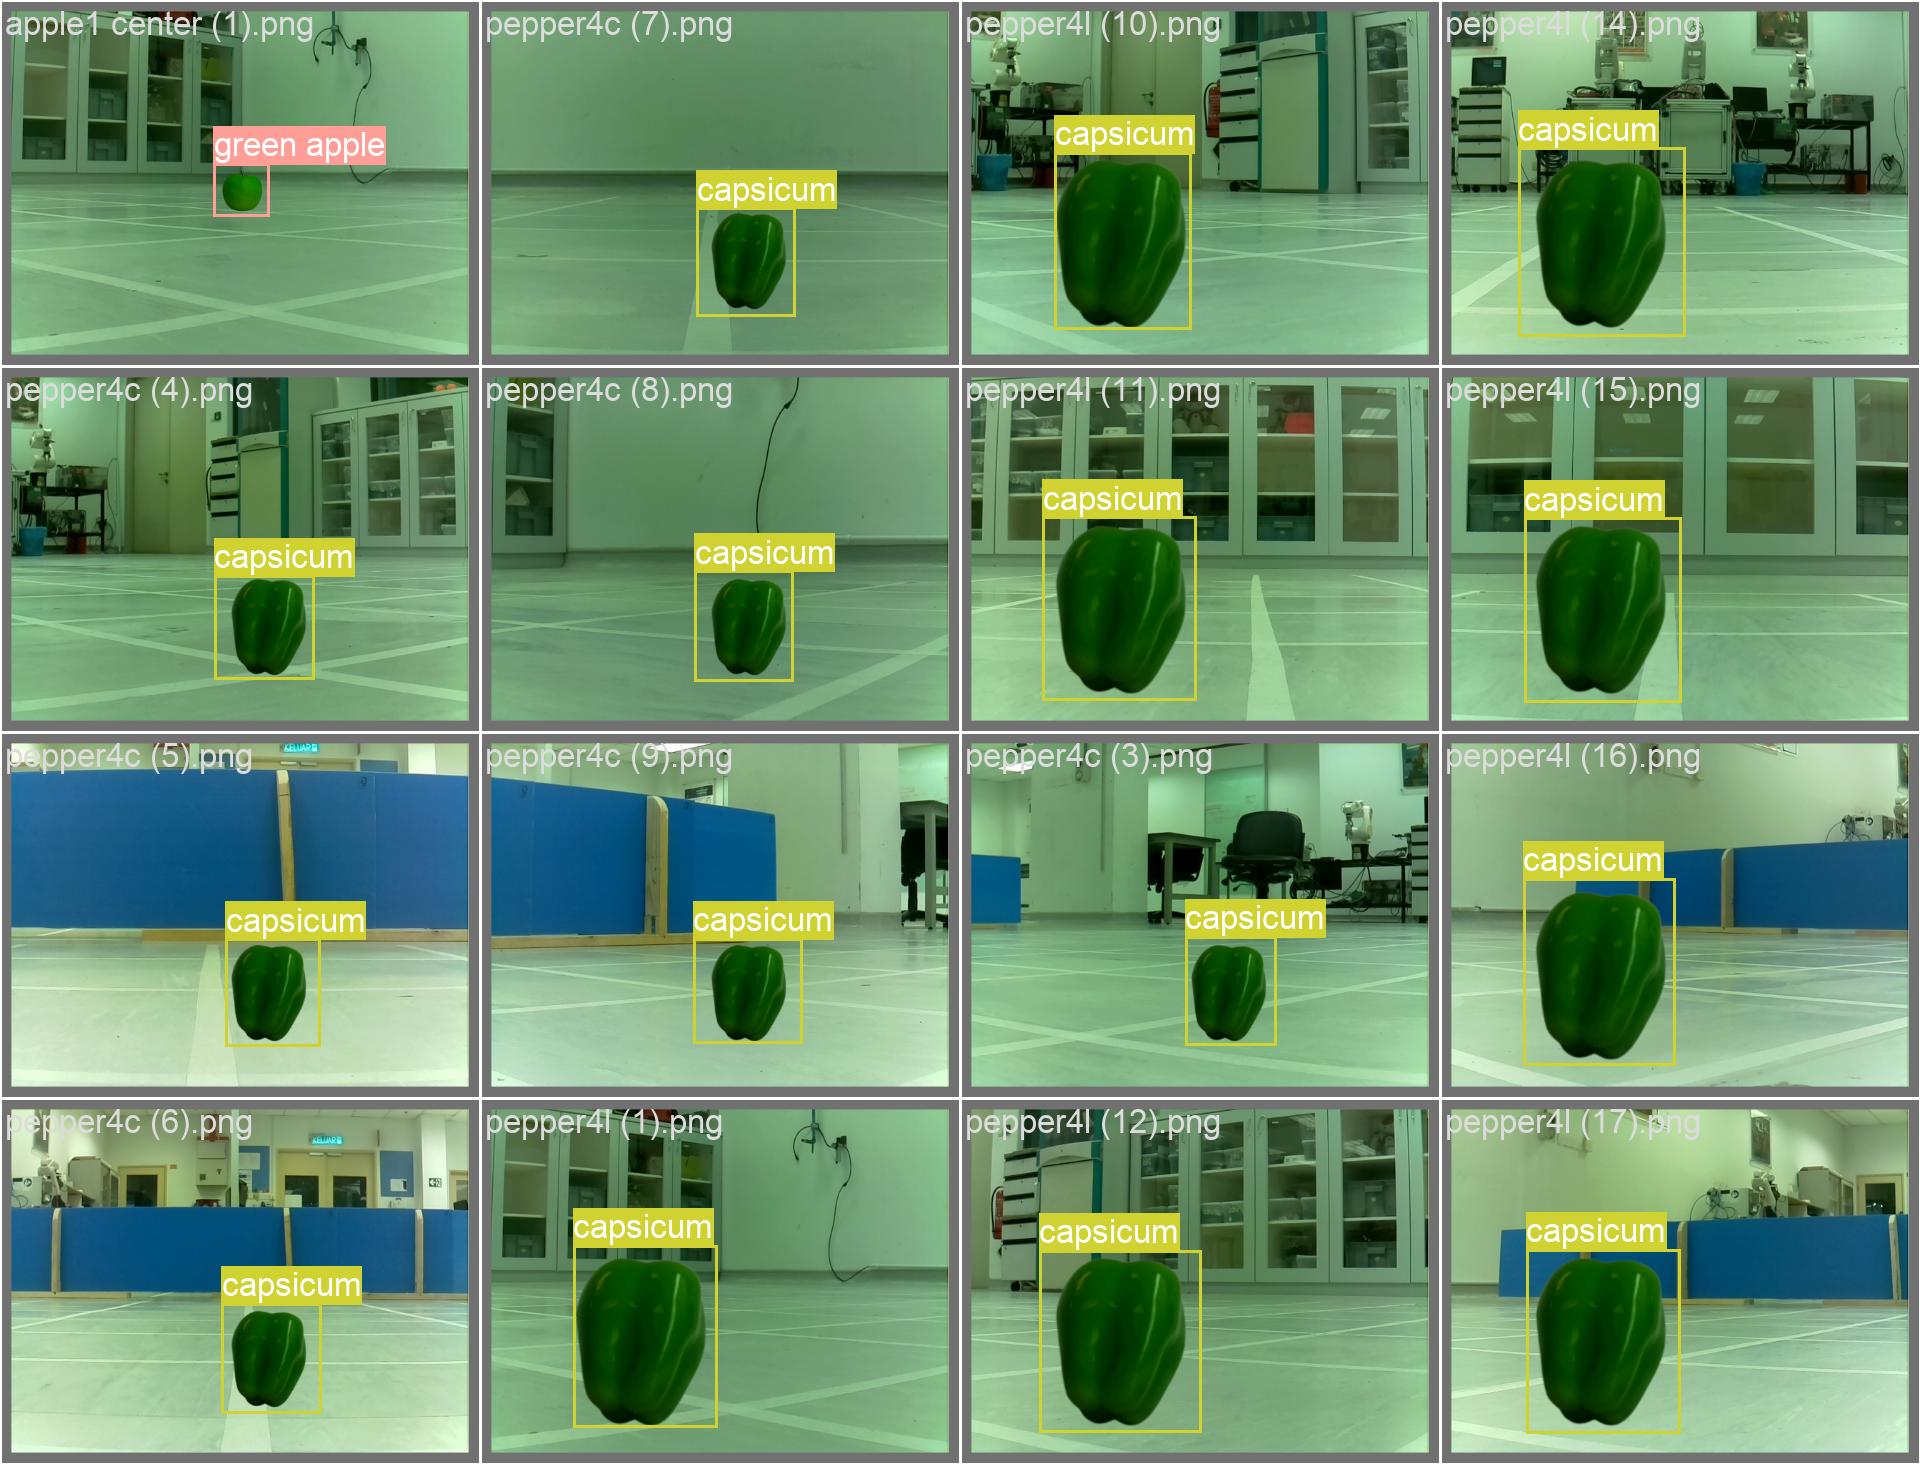 apple1 center (1).png
pepper4c (7).png
pepper4l (10).png
pepper4l (14).png
green apple
capsicum
capsicum
capsicum
pepper4c (4).png
pepper4c (8).png
pepper4l (11).png
pepper4l (15).png
capsicum
capsicum
capsicum
capsicum
pepper4c (5).png
KELUAR
pepper4c (9).png
pepper4c (3).png
pepper4l (16).png
capsicum
capsicum
capsicum
capsicum
pepper4c (6).png
KELUAR
pepper4l (1).png
pepper4l (12).png
pepper4l (17).png
capsicum
capsicum
capsicum
capsicum